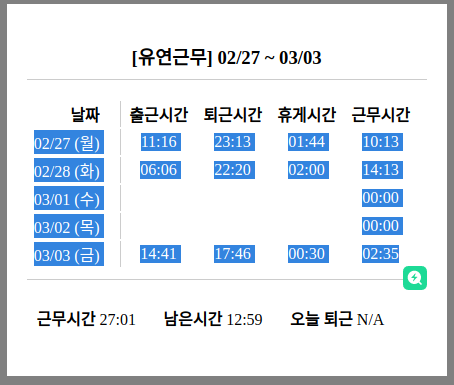 [유연근무] 02/27 ~ 03/03
날짜 출근시간 퇴근시간 휴게시간 근무시간
02/27 (월) 11:16 23:13 01:44 10:13
02/28 (화) 06:06 22:20 02:00 14:13
03/01 (수) 00:00
03/02 (목) 00:00
03/03 (금) 14:41 17:46 00:30 02:35
근무시간 27:01 남은시간 12:59 오늘 퇴근 N/A